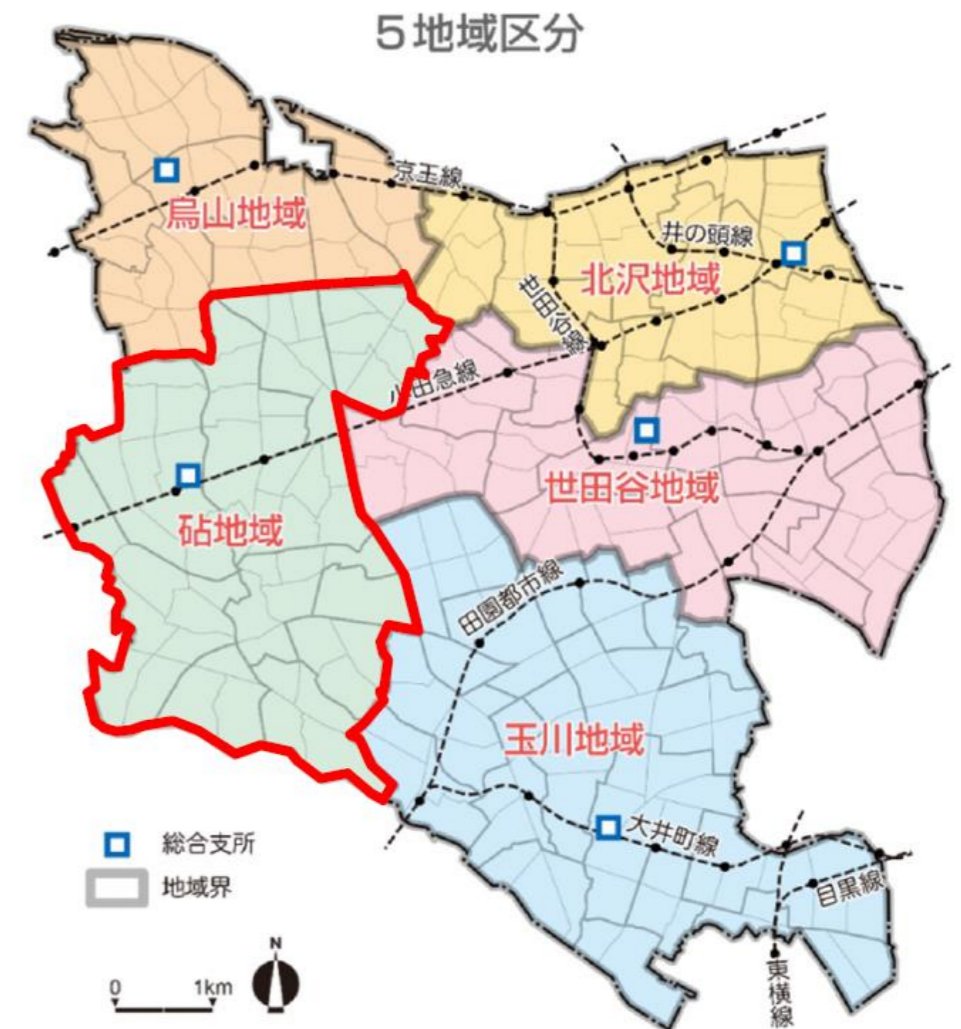 5地域区分
京王線
烏山地域
井の頭線
北沢地域
世田谷線
小田急線
世田谷地域
砧地域
田園都市線
玉川地域
大井町線
目黒線
東横線
総合支所
地域界
N
0 1km